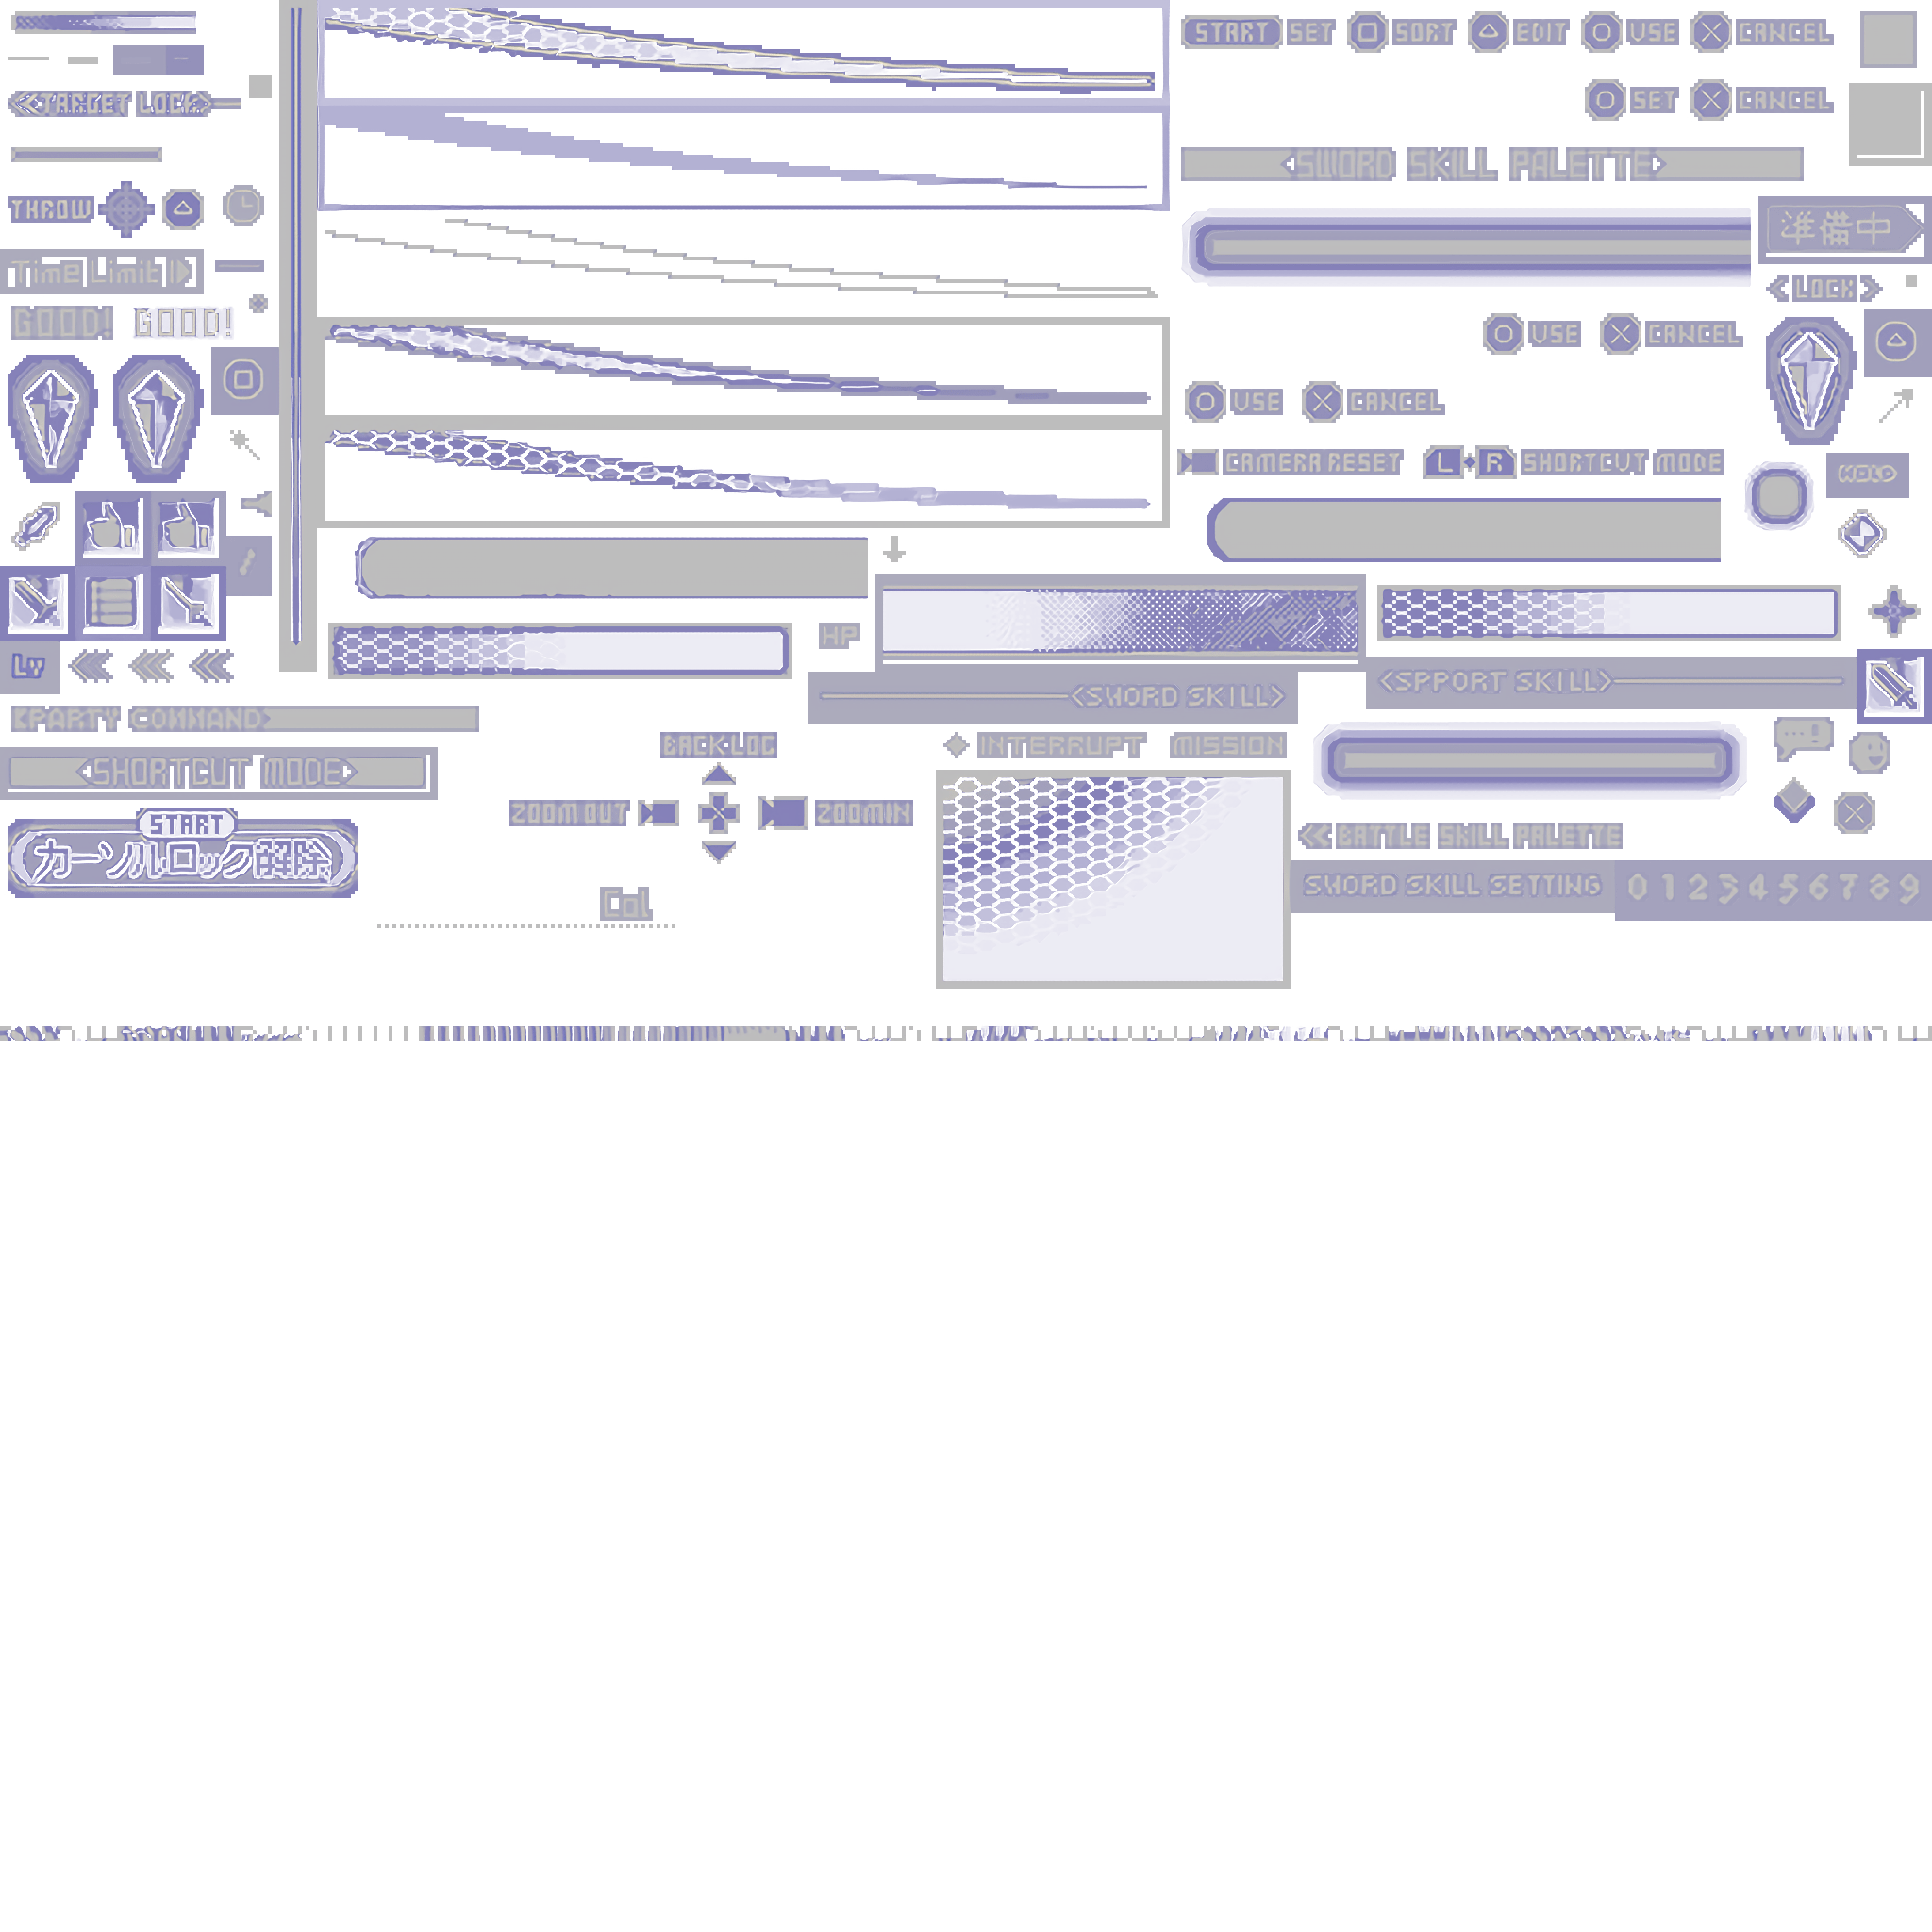 START SET SORT EDIT USE CANCEL
SET CANCEL
<TARGET LOCK>
<SWORD SKILL PALETTE>
THROW
準備中
Time Limit
<LOCK>
GOOD! GOOD!
USE CANCEL
USE CANCEL
CAMERA RESET L+R SHORTCUT MODE
HP
Lv
<SPPORT SKILL>
<SWORD SKILL>
<PARTY COMMAND>
BACK LOG
INTERRUPT MISSION
<SHORTCUT MODE>
ZOOM OUT ZOOM IN
START
カーソルロック解除
<<BATTLE SKILL PALETTE
SWORD SKILL SETTING 0 1 2 3 4 5 6 7 8 9
Col